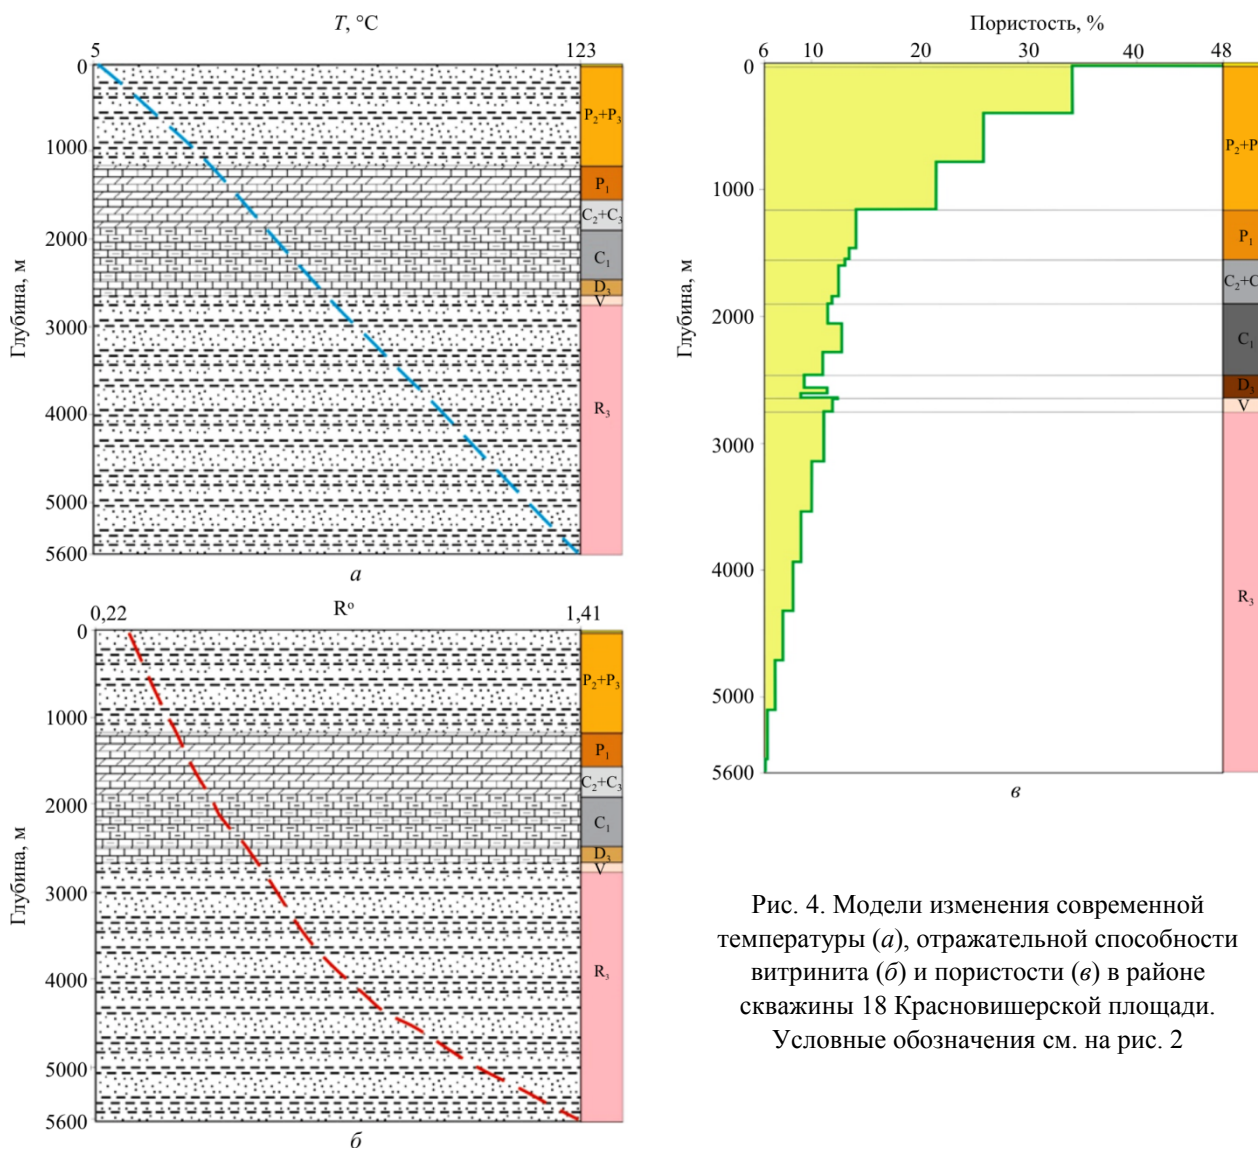 T, °C
5 123
0
1000
2000
3000
4000
5000
5600
Глубина, м
P₂+P₃
P₁
C₂+C₃
C₁
D₃
V
R₃
а
Rᵒ
0,22 1,41
0
1000
2000
3000
4000
5000
5600
Глубина, м
P₂+P₃
P₁
C₂+C₃
C₁
D₃
V
R₃
б
Пористость, %
6 10 20 30 40 48
0
1000
2000
3000
4000
5000
5600
Глубина, м
P₂+P
P₁
C₂+C
C₁
D₃
V
R₃
в
Рис. 4. Модели изменения современной
температуры (а), отражательной способности
витринита (б) и пористости (в) в районе
скважины 18 Красновишерской площади.
Условные обозначения см. на рис. 2